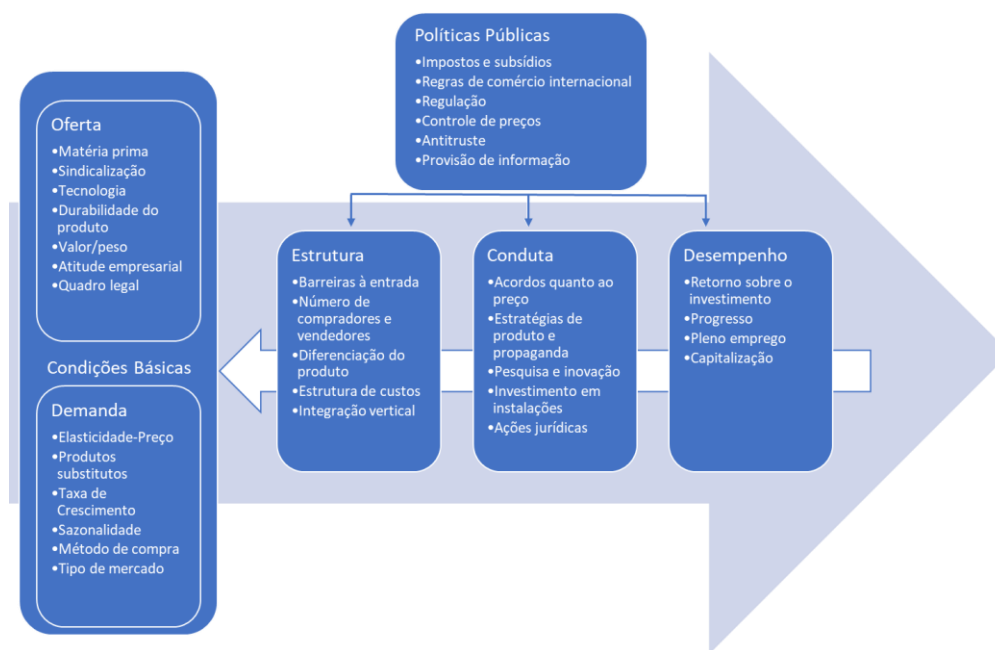 Políticas Públicas
•Impostos e subsídios
•Regras de comércio internacional
•Regulação
•Controle de preços
•Antitruste
•Provisão de informação
Oferta
•Matéria prima
•Sindicalização
•Tecnologia
•Durabilidade do
produto
•Valor/peso
•Atitude empresarial
•Quadro legal
Condições Básicas
Demanda
•Elasticidade-Preço
•Produtos
substitutos
•Taxa de
Crescimento
•Sazonalidade
•Método de compra
•Tipo de mercado
Estrutura
•Barreiras à entrada
•Número de
compradores e
vendedores
•Diferenciação do
produto
•Estrutura de custos
•Integração vertical
Conduta
•Acordos quanto ao
preço
•Estratégias de
produto e
propaganda
•Pesquisa e inovação
•Investimento em
instalações
•Ações jurídicas
Desempenho
•Retorno sobre o
investimento
•Progresso
•Pleno emprego
•Capitalização